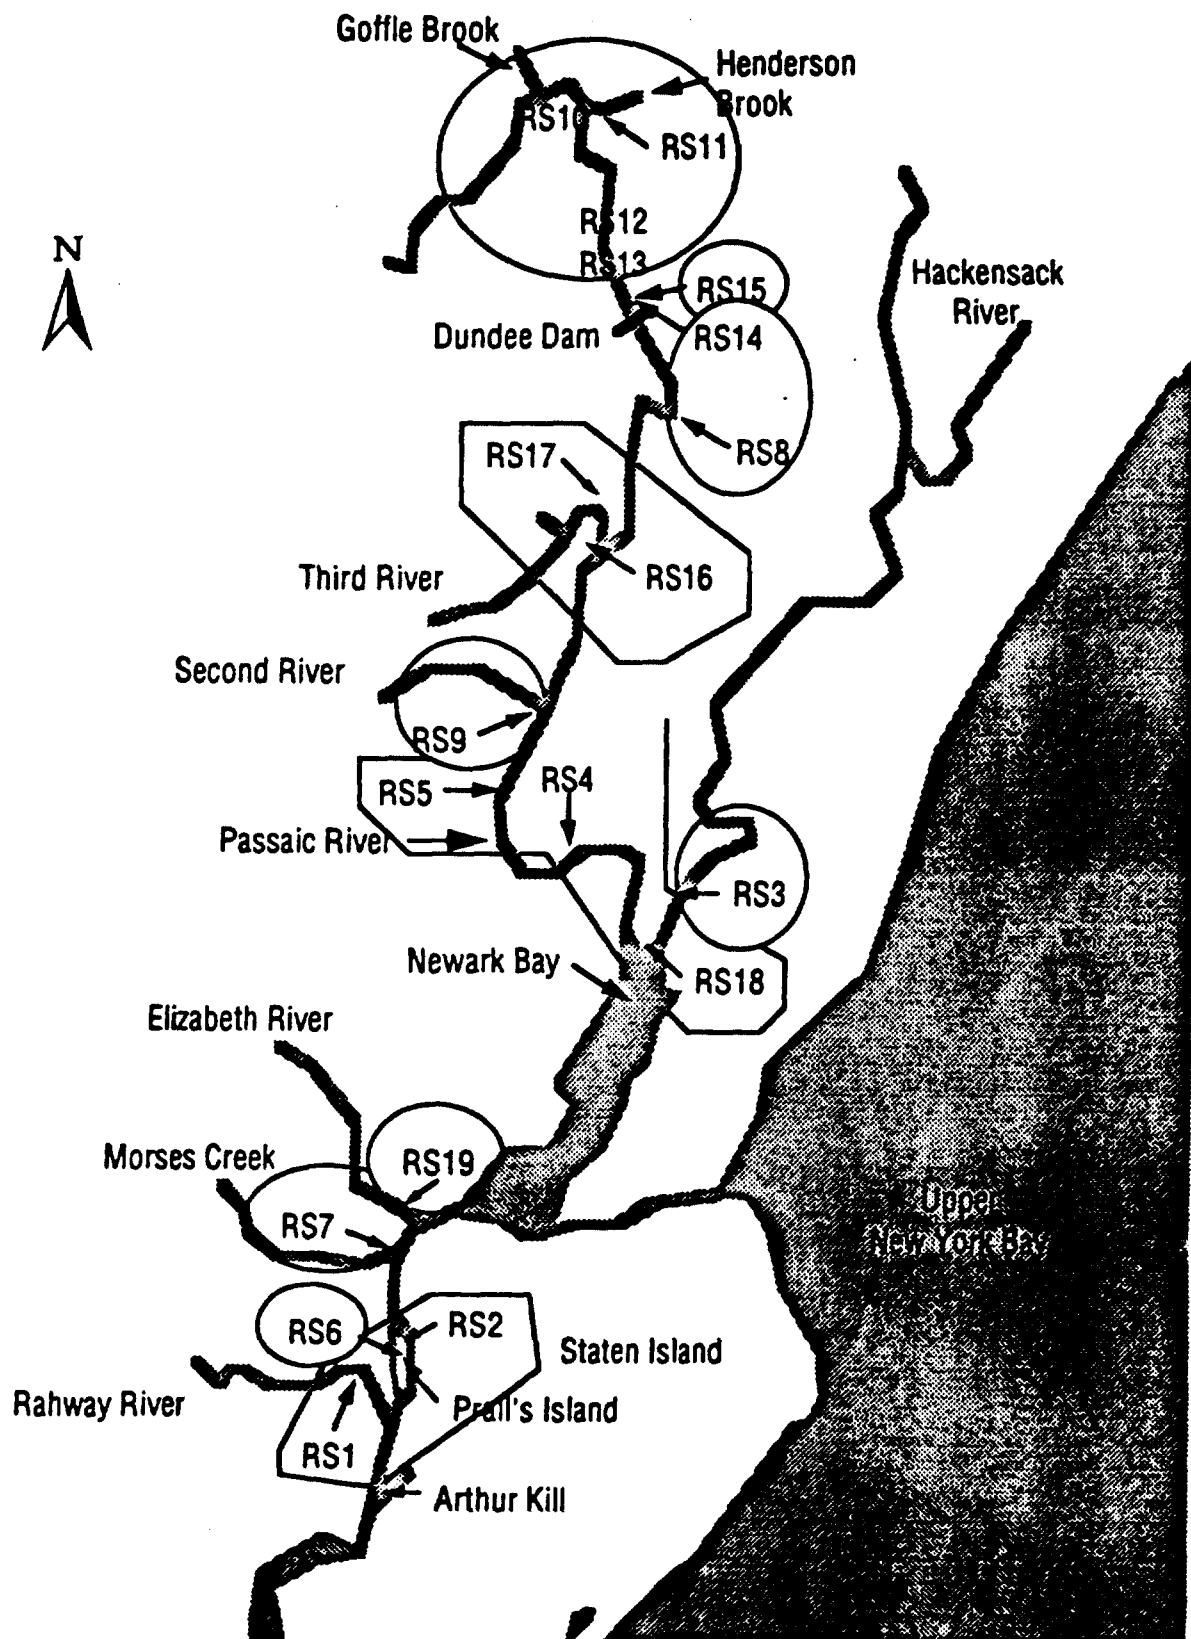 Goffle Brook
Henderson
Brook
RS10
RS11
RS12
RS13
N
Hackensack
River
RS15
Dundee Dam
RS14
RS17
RS8
Third River
RS16
Second River
RS9
RS5
RS4
Passaic River
RS3
Newark Bay
RS18
Elizabeth River
Morses Creek
RS19
Upper
New York Bay
RS7
RS6
RS2
Staten Island
Rahway River
Prall's Island
RS1
Arthur Kill